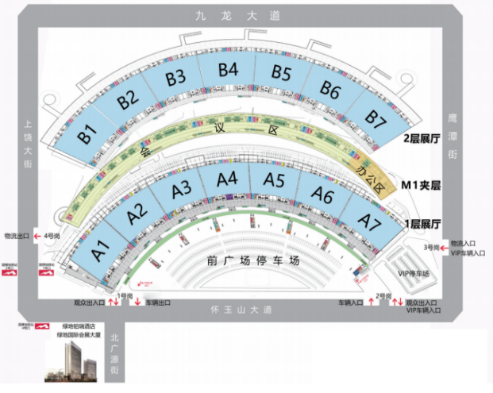 九龙大道
B1 B2 B3 B4 B5 B6 B7
2层展厅
上饶大街
鹰潭街
会议区
办公区
M1夹层
A1 A2 A3 A4 A5 A6 A7
1层展厅
物流出口
4号岗
3号岗
物流入口
VIP车辆入口
前广场停车场
VIP停车场
观众出入口
1号岗
车辆出口
车辆入口
2号岗
观众出入口
VIP车辆入口
怀玉山大道
绿地铂瑞酒店
绿地国际会展大厦
北广源街